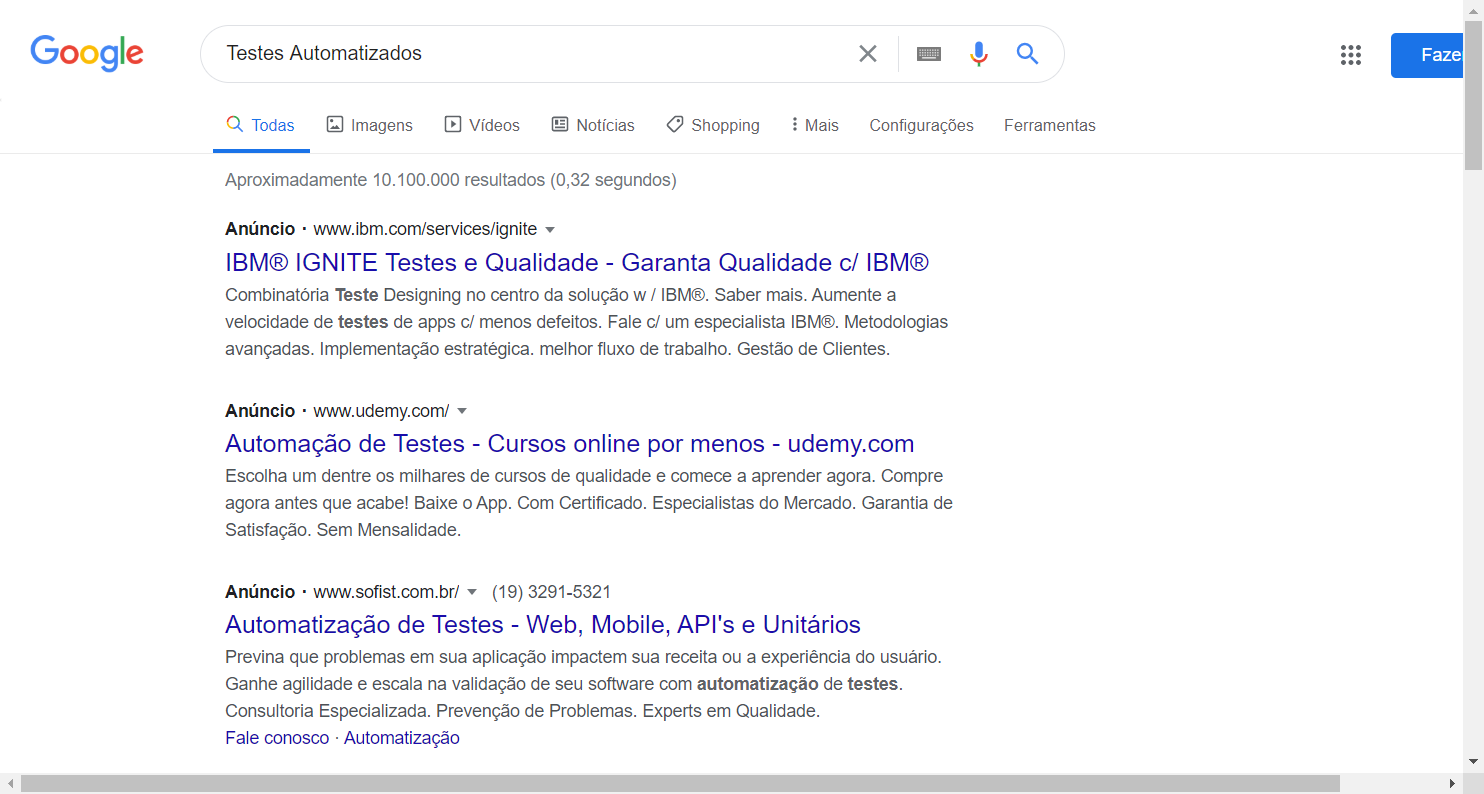 Google
Testes Automatizados
Faze
Todas Imagens Vídeos Notícias Shopping Mais Configurações Ferramentas
Aproximadamente 10.100.000 resultados (0,32 segundos)
Anúncio · www.ibm.com/services/ignite
IBM® IGNITE Testes e Qualidade - Garanta Qualidade c/ IBM®
Combinatória Teste Designing no centro da solução w / IBM®. Saber mais. Aumente a
velocidade de testes de apps c/ menos defeitos. Fale c/ um especialista IBM®. Metodologias
avançadas. Implementação estratégica. melhor fluxo de trabalho. Gestão de Clientes.
Anúncio · www.udemy.com/
Automação de Testes - Cursos online por menos - udemy.com
Escolha um dentre os milhares de cursos de qualidade e comece a aprender agora. Compre
agora antes que acabe! Baixe o App. Com Certificado. Especialistas do Mercado. Garantia de
Satisfação. Sem Mensalidade.
Anúncio · www.sofist.com.br/ (19) 3291-5321
Automatização de Testes - Web, Mobile, API's e Unitários
Previna que problemas em sua aplicação impactem sua receita ou a experiência do usuário.
Ganhe agilidade e escala na validação de seu software com automatização de testes.
Consultoria Especializada. Prevenção de Problemas. Experts em Qualidade.
Fale conosco · Automatização